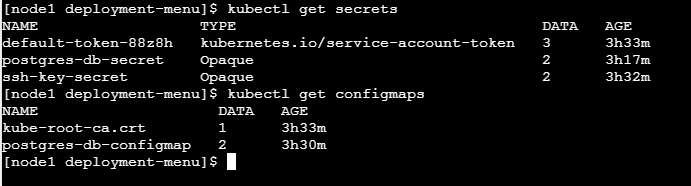 [node1 deployment-menu]$ kubectl get secrets
NAME TYPE DATA AGE
default-token-88z8h kubernetes.io/service-account-token 3 3h33m
postgres-db-secret Opaque 2 3h17m
ssh-key-secret Opaque 2 3h32m
[node1 deployment-menu]$ kubectl get configmaps
NAME DATA AGE
kube-root-ca.crt 1 3h33m
postgres-db-configmap 2 3h30m
[node1 deployment-menu]$